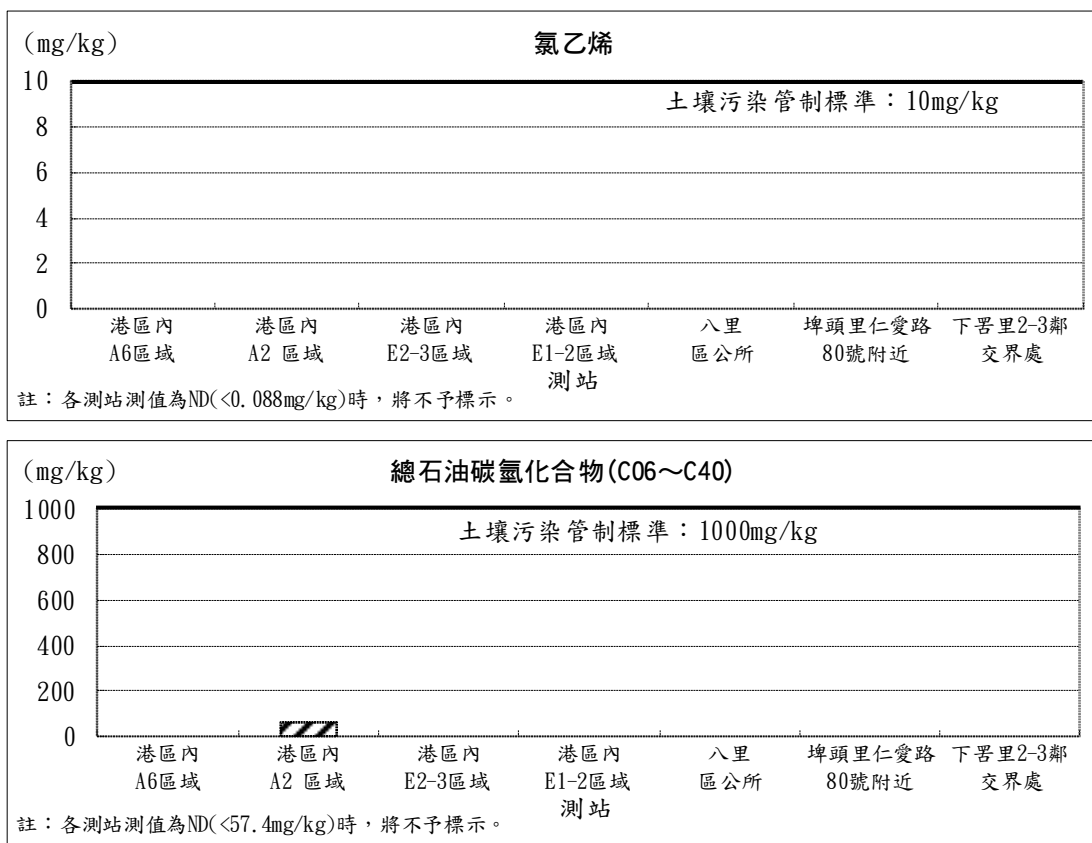 (mg/kg)
氯乙烯
10
土壤污染管制標準：10mg/kg
8
6
4
2
0
港區內 港區內 港區內 港區內 八里 埤頭里仁愛路 下罟里2-3鄰
A6區域 A2 區域 E2-3區域 E1-2區域 區公所 80號附近 交界處
測站
註：各測站測值為ND(<0.088mg/kg)時，將不予標示。
(mg/kg)
總石油碳氫化合物(C06～C40)
1000
土壤污染管制標準：1000mg/kg
800
600
400
200
0
港區內 港區內 港區內 港區內 八里 埤頭里仁愛路 下罟里2-3鄰
A6區域 A2 區域 E2-3區域 E1-2區域 區公所 80號附近 交界處
測站
註：各測站測值為ND(<57.4mg/kg)時，將不予標示。